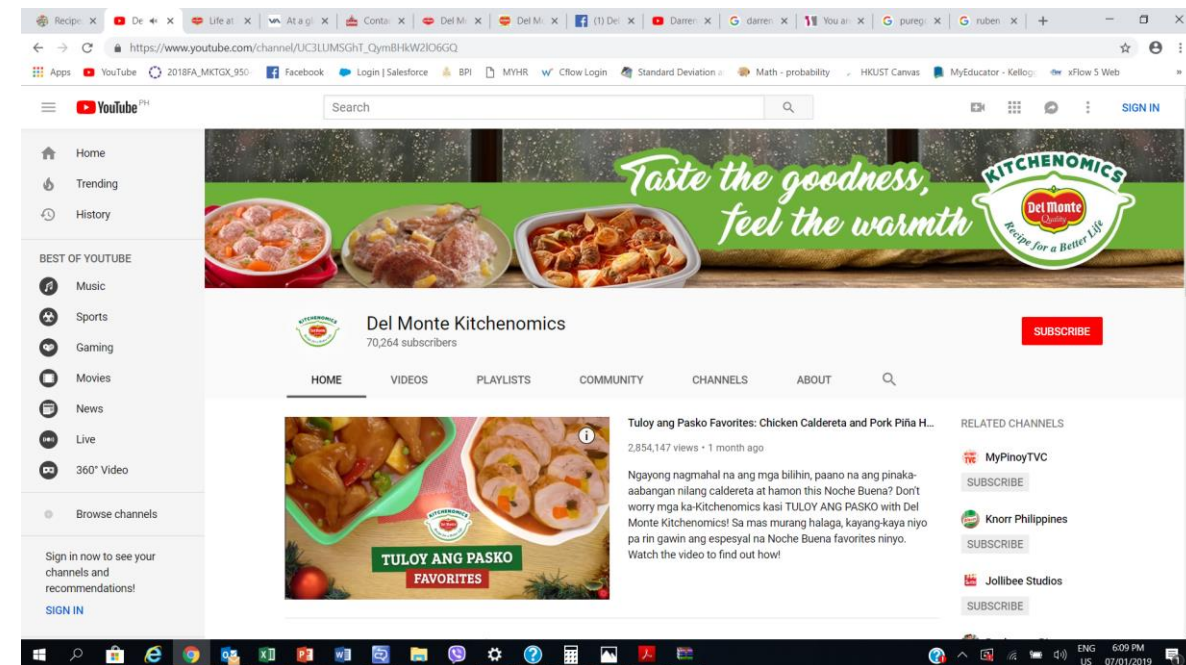 Recipe: De Life at At a gl Contac Del Mo Del Mo (1) Del Darren darren You are purego ruben
https://www.youtube.com/channel/UC3LUMSGhT_QymBHkW2IO6GQ
Apps YouTube 2018FA_MKTGX_950- Facebook Login | Salesforce BPI MYHR Cflow Login Standard Deviation a Math - probability HKUST Canvas MyEducator - Kellog xFlow 5 Web »
YouTube PH Search SIGN IN
Home
Trending
History
BEST OF YOUTUBE
Music
Sports
Gaming
Movies
News
Live
360° Video
Browse channels
Sign in now to see your
channels and
recommendations!
SIGN IN
Taste the goodness,
feel the warmth
KITCHENOMICS
Del Monte
Quality
Recipe for a Better Life
Del Monte Kitchenomics
70,264 subscribers
SUBSCRIBE
HOME VIDEOS PLAYLISTS COMMUNITY CHANNELS ABOUT
TULOY ANG PASKO
FAVORITES
Tuloy ang Pasko Favorites: Chicken Caldereta and Pork Piña H...
2,854,147 views • 1 month ago
Ngayong nagmahal na ang mga bilihin, paano na ang pinaka-
aabangan nilang caldereta at hamon this Noche Buena? Don't
worry mga ka-Kitchenomics kasi TULOY ANG PASKO with Del
Monte Kitchenomics! Sa mas murang halaga, kayang-kaya niyo
pa rin gawin ang espesyal na Noche Buena favorites ninyo.
Watch the video to find out how!
RELATED CHANNELS
MyPinoyTVC
SUBSCRIBE
Knorr Philippines
SUBSCRIBE
Jollibee Studios
SUBSCRIBE
ENG 6:09 PM
US 07/01/2019